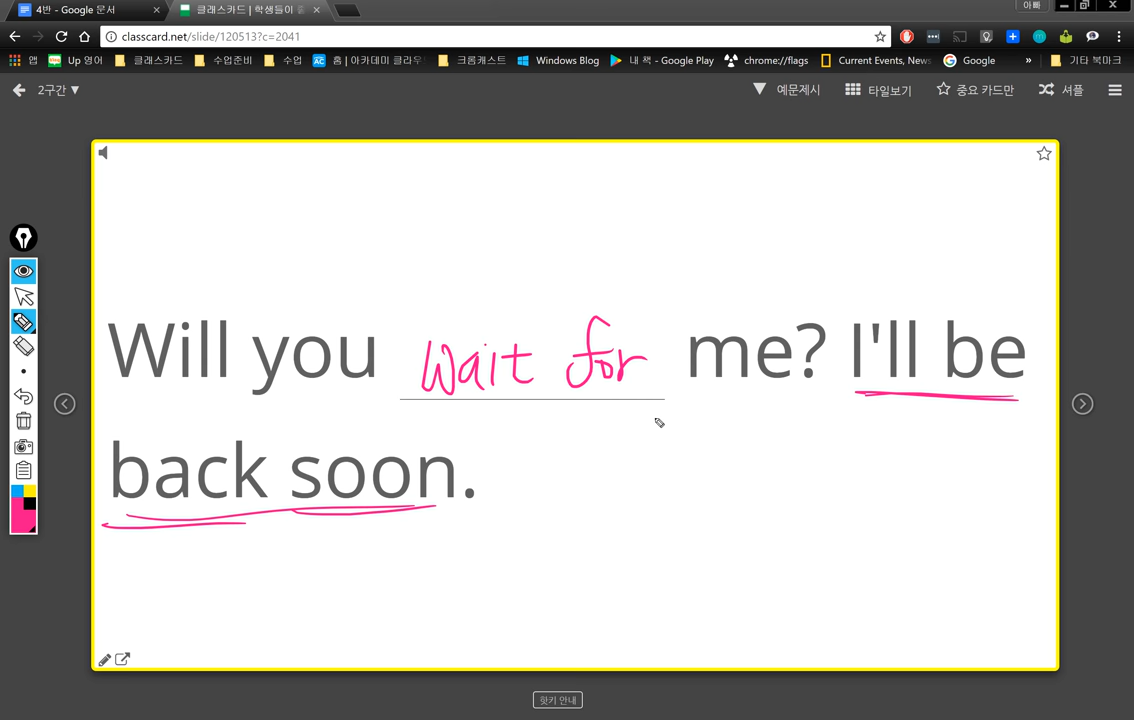 4반 - Google 문서
클래스카드 | 학생들이
아빠
classcard.net/slide/120513?c=2041
앱 Up 영어 클래스카드 수업준비 수업 AC 홈 | 아카데미 클라우 크롬캐스트 Windows Blog 내 책 - Google Play chrome://flags Current Events, News Google » 기타 북마크
2구간 ▼ ▼ 예문제시 타일보기 중요 카드만 셔플
Will you wait for me? I'll be
back soon.
핫키 안내